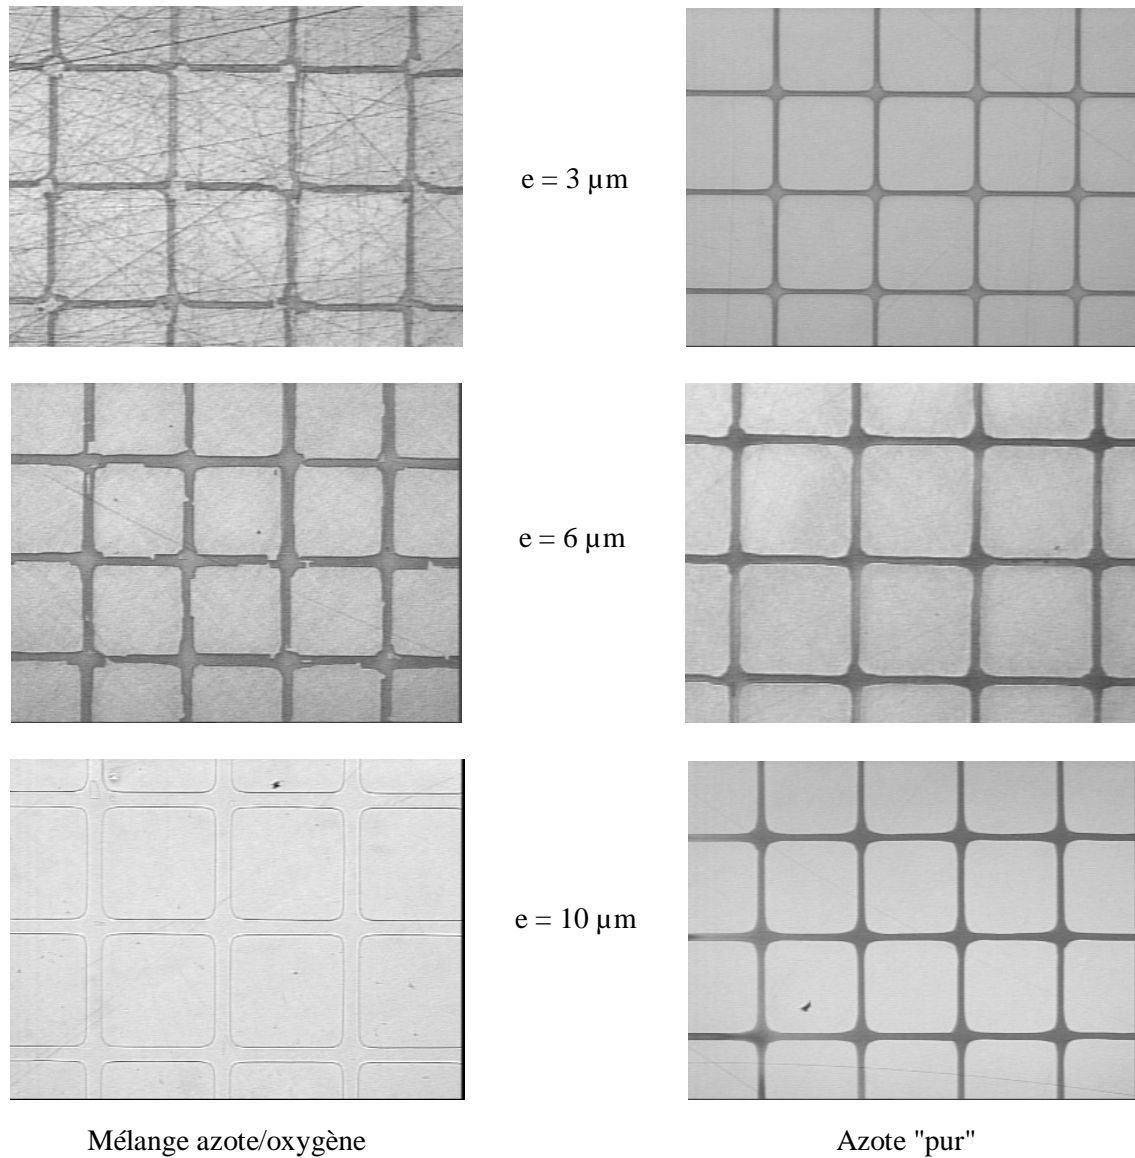 e = 3 µm
e = 6 µm
e = 10 µm
Mélange azote/oxygène
Azote "pur"